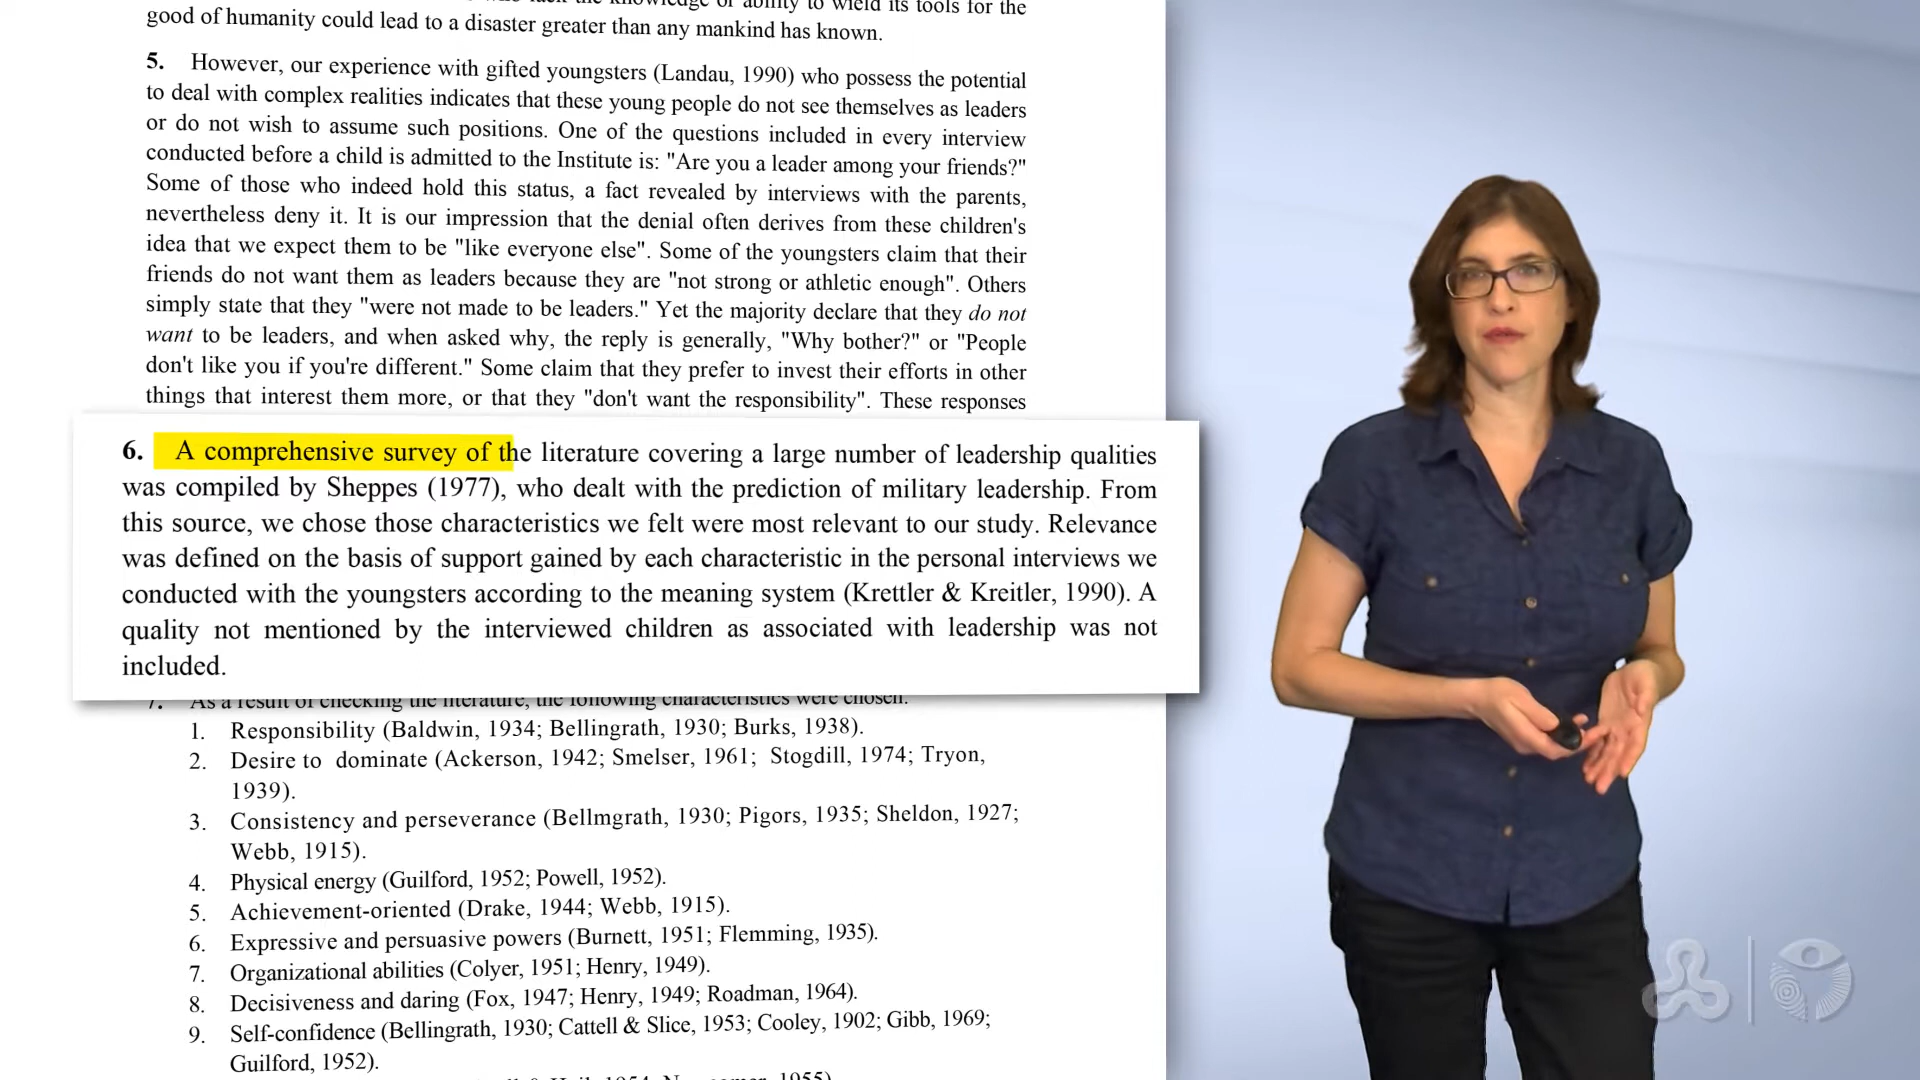 good of humanity could lead to a disaster greater than any mankind has known.
5. However, our experience with gifted youngsters (Landau, 1990) who possess the potential
to deal with complex realities indicates that these young people do not see themselves as leaders
or do not wish to assume such positions. One of the questions included in every interview
conducted before a child is admitted to the Institute is: "Are you a leader among your friends?"
Some of those who indeed hold this status, a fact revealed by interviews with the parents,
nevertheless deny it. It is our impression that the denial often derives from these children's
idea that we expect them to be "like everyone else". Some of the youngsters claim that their
friends do not want them as leaders because they are "not strong or athletic enough". Others
simply state that they "were not made to be leaders." Yet the majority declare that they do not
want to be leaders, and when asked why, the reply is generally, "Why bother?" or "People
don't like you if you're different." Some claim that they prefer to invest their efforts in other
things that interest them more, or that they "don't want the responsibility". These responses
6. A comprehensive survey of the literature covering a large number of leadership qualities
was compiled by Sheppes (1977), who dealt with the prediction of military leadership. From
this source, we chose those characteristics we felt were most relevant to our study. Relevance
was defined on the basis of support gained by each characteristic in the personal interviews we
conducted with the youngsters according to the meaning system (Krettler & Kreitler, 1990). A
quality not mentioned by the interviewed children as associated with leadership was not
included.
7. As a result of checking the literature, the following characteristics were chosen.
1. Responsibility (Baldwin, 1934; Bellingrath, 1930; Burks, 1938).
2. Desire to dominate (Ackerson, 1942; Smelser, 1961; Stogdill, 1974; Tryon,
1939).
3. Consistency and perseverance (Bellmgrath, 1930; Pigors, 1935; Sheldon, 1927;
Webb, 1915).
4. Physical energy (Guilford, 1952; Powell, 1952).
5. Achievement-oriented (Drake, 1944; Webb, 1915).
6. Expressive and persuasive powers (Burnett, 1951; Flemming, 1935).
7. Organizational abilities (Colyer, 1951; Henry, 1949).
8. Decisiveness and daring (Fox, 1947; Henry, 1949; Roadman, 1964).
9. Self-confidence (Bellingrath, 1930; Cattell & Slice, 1953; Cooley, 1902; Gibb, 1969;
Guilford, 1952).